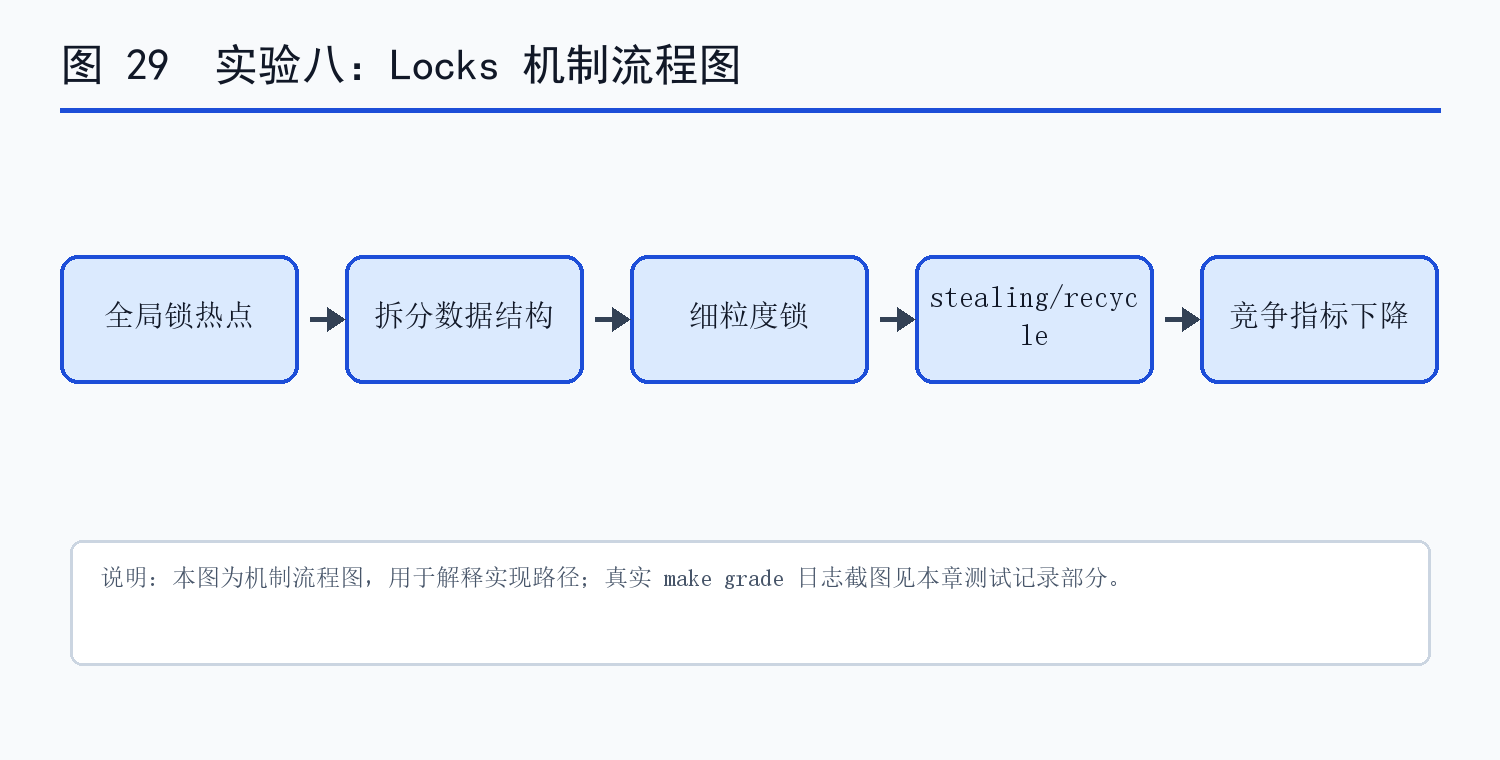 图 29  实验八：Locks 机制流程图
全局锁热点
拆分数据结构
细粒度锁
stealing/recyc
le
竞争指标下降
说明：本图为机制流程图，用于解释实现路径；真实 make grade 日志截图见本章测试记录部分。